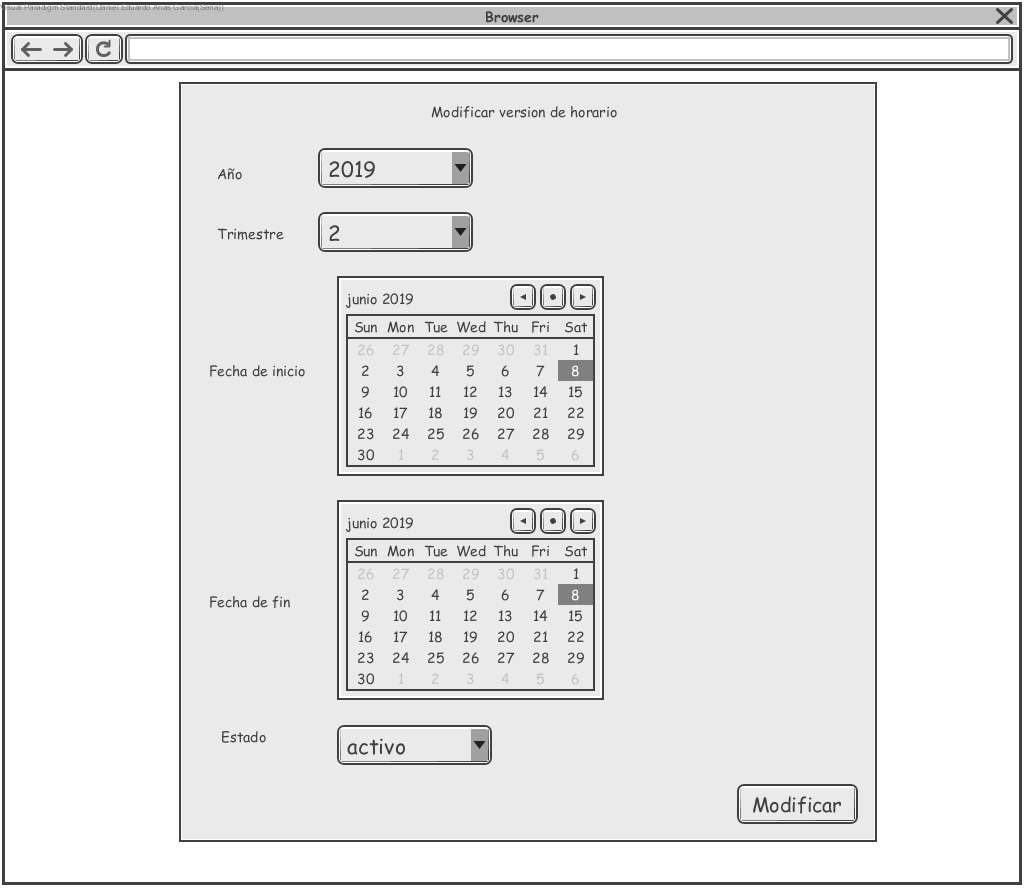 Visual Paradigm Standard(Daniel Eduardo Arias Garcia(Sena))
Browser
Modificar version de horario
Año
2019
Trimestre
2
Fecha de inicio
junio 2019
Sun Mon Tue Wed Thu Fri Sat
26 27 28 29 30 31 1
2 3 4 5 6 7 8
9 10 11 12 13 14 15
16 17 18 19 20 21 22
23 24 25 26 27 28 29
30 1 2 3 4 5 6
Fecha de fin
junio 2019
Sun Mon Tue Wed Thu Fri Sat
26 27 28 29 30 31 1
2 3 4 5 6 7 8
9 10 11 12 13 14 15
16 17 18 19 20 21 22
23 24 25 26 27 28 29
30 1 2 3 4 5 6
Estado
activo
Modificar